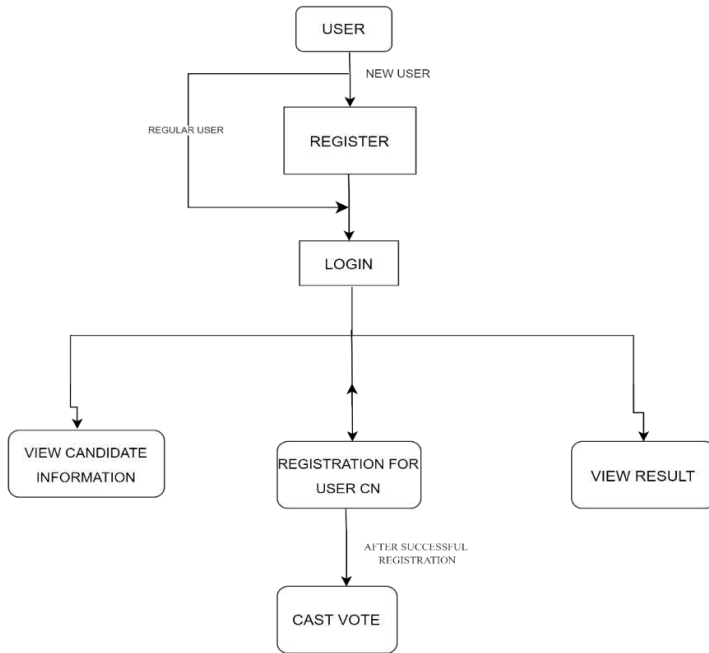 USER
NEW USER
REGULAR USER
REGISTER
LOGIN
VIEW CANDIDATE
INFORMATION
REGISTRATION FOR
USER CN
VIEW RESULT
AFTER SUCCESSFUL
REGISTRATION
CAST VOTE